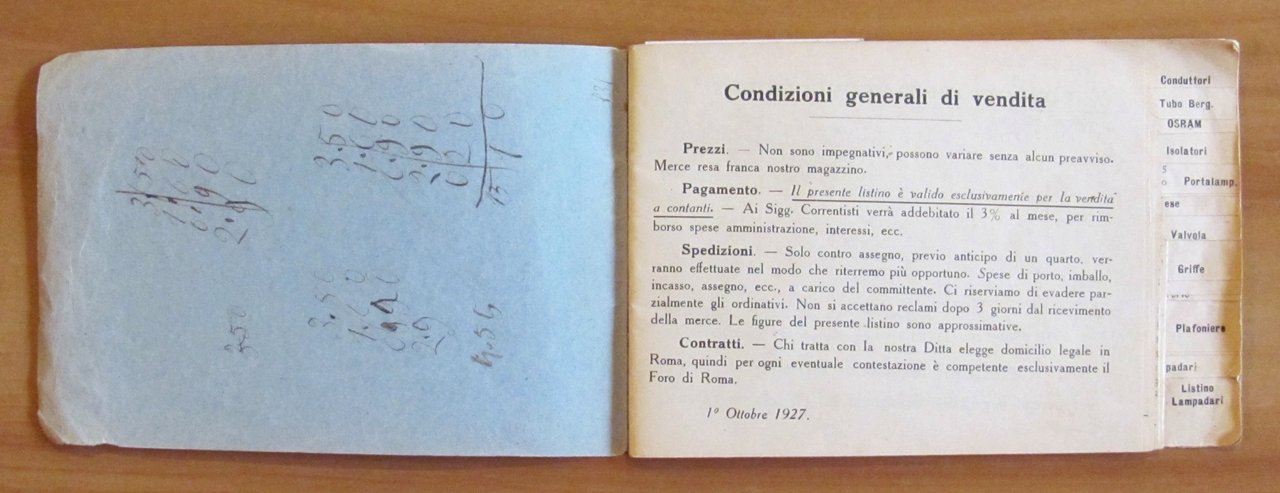 3.50
3.50
3.50
Condizioni generali di vendita
Prezzi. — Non sono impegnativi, possono variare senza alcun preavviso.
Merce resa franca nostro magazzino.
Pagamento. — Il presente listino è valido esclusivamente per la vendita
a contanti. — Ai Sigg. Correntisti verrà addebitato il 3% al mese, per rim-
borso spese amministrazione, interessi, ecc.
Spedizioni. — Solo contro assegno, previo anticipo di un quarto, ver-
ranno effettuate nel modo che riterremo più opportuno. Spese di porto, imballo,
incasso, assegno, ecc., a carico del committente. Ci riserviamo di evadere par-
zialmente gli ordinativi. Non si accettano reclami dopo 3 giorni dal ricevimento
della merce. Le figure del presente listino sono approssimative.
Contratti. — Chi tratta con la nostra Ditta elegge domicilio legale in
Roma, quindi per ogni eventuale contestazione è competente esclusivamente il
Foro di Roma.
1º Ottobre 1927.
Conduttori
Tubo Berg.
OSRAM
Isolatori
Portalamp.
ese
Valvola
Griffe
Plafoniere
padari
Listino
Lampadari